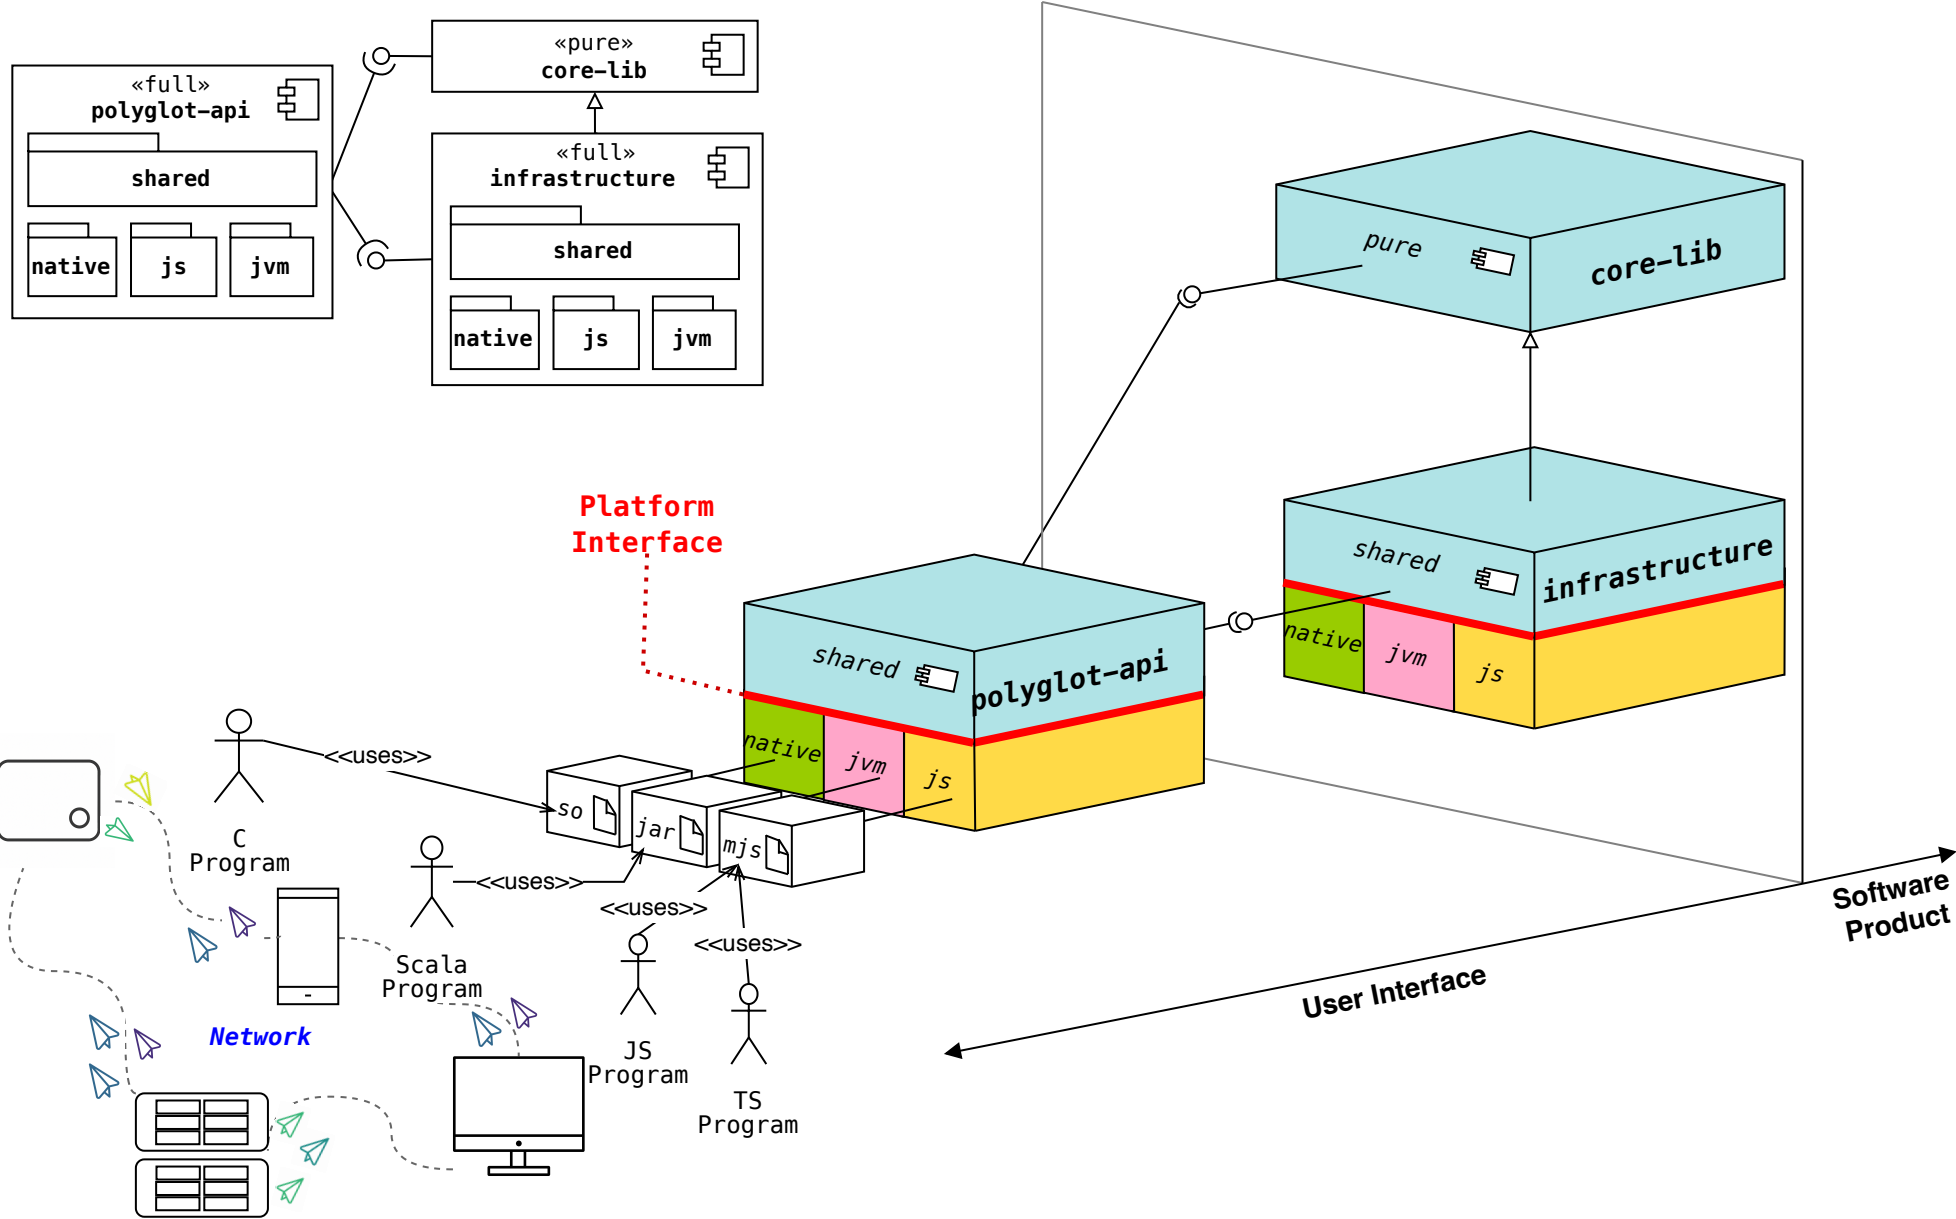 «pure»
core-lib
«full»
polyglot-api
shared
native
js
jvm
«full»
infrastructure
shared
native
js
jvm
pure
core-lib
Platform
Interface
shared
infrastructure
native
jvm
js
shared
polyglot-api
native
jvm
js
<<uses>>
so
jar
mjs
C
Program
<<uses>>
<<uses>>
<<uses>>
Scala
Program
JS
Program
TS
Program
Network
Software
Product
User Interface